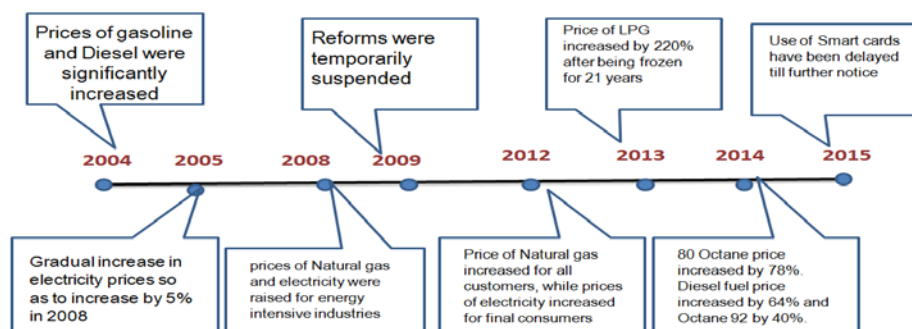 Prices of gasoline
and Diesel were
significantly
increased
Reforms were
temporarily
suspended
Price of LPG
increased by 220%
after being frozen
for 21 years
Use of Smart cards
have been delayed
till further notice
2004
2005
2008
2009
2012
2013
2014
2015
Gradual increase in
electricity prices so
as to increase by 5%
in 2008
prices of Natural gas
and electricity were
raised for energy
intensive industries
Price of Natural gas
increased for all
customers, while prices
of electricity increased
for final consumers
80 Octane price
increased by 78%.
Diesel fuel price
increased by 64% and
Octane 92 by 40%.